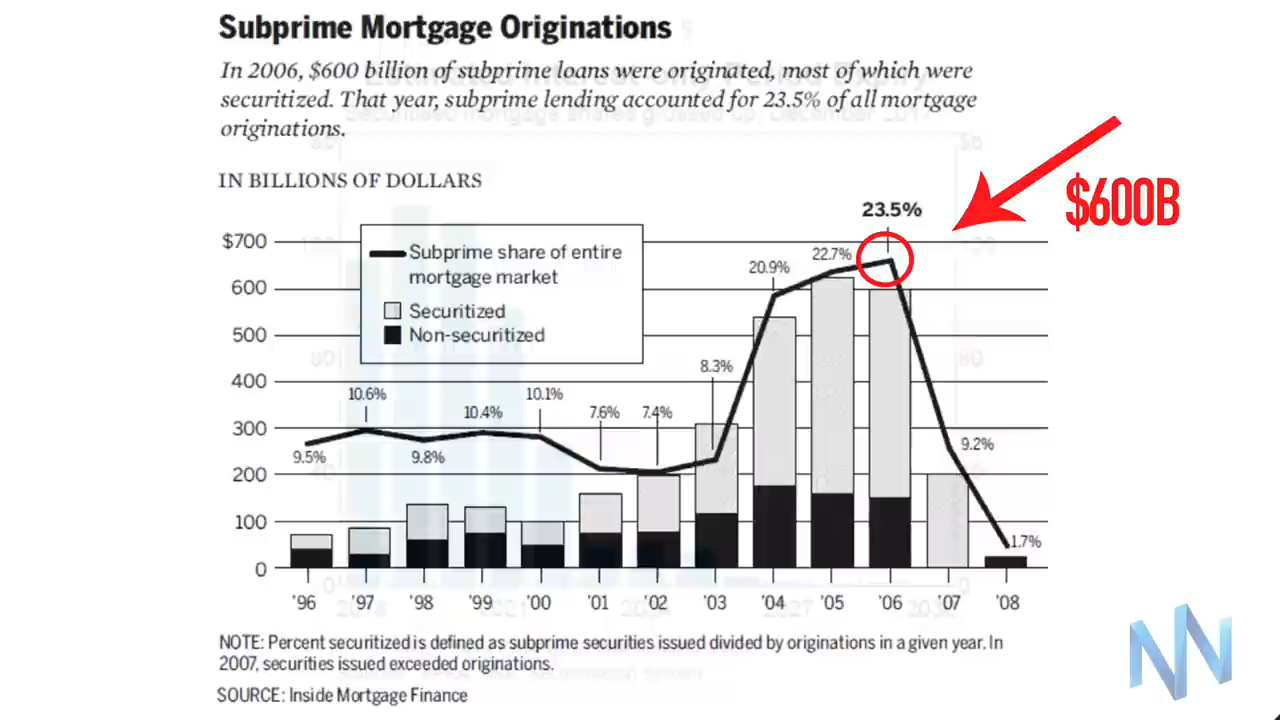 Subprime Mortgage Originations
In 2006, $600 billion of subprime loans were originated, most of which were
securitized. That year, subprime lending accounted for 23.5% of all mortgage
originations.
IN BILLIONS OF DOLLARS
$600B
23.5%
$700
600
500
400
300
200
100
0
Subprime share of entire
mortgage market
Securitized
Non-securitized
9.5%
10.6%
9.8%
10.4%
10.1%
7.6%
7.4%
8.3%
20.9%
22.7%
9.2%
1.7%
'96 '97 '98 '99 '00 '01 '02 '03 '04 '05 '06 '07 '08
NOTE: Percent securitized is defined as subprime securities issued divided by originations in a given year. In
2007, securities issued exceeded originations.
SOURCE: Inside Mortgage Finance